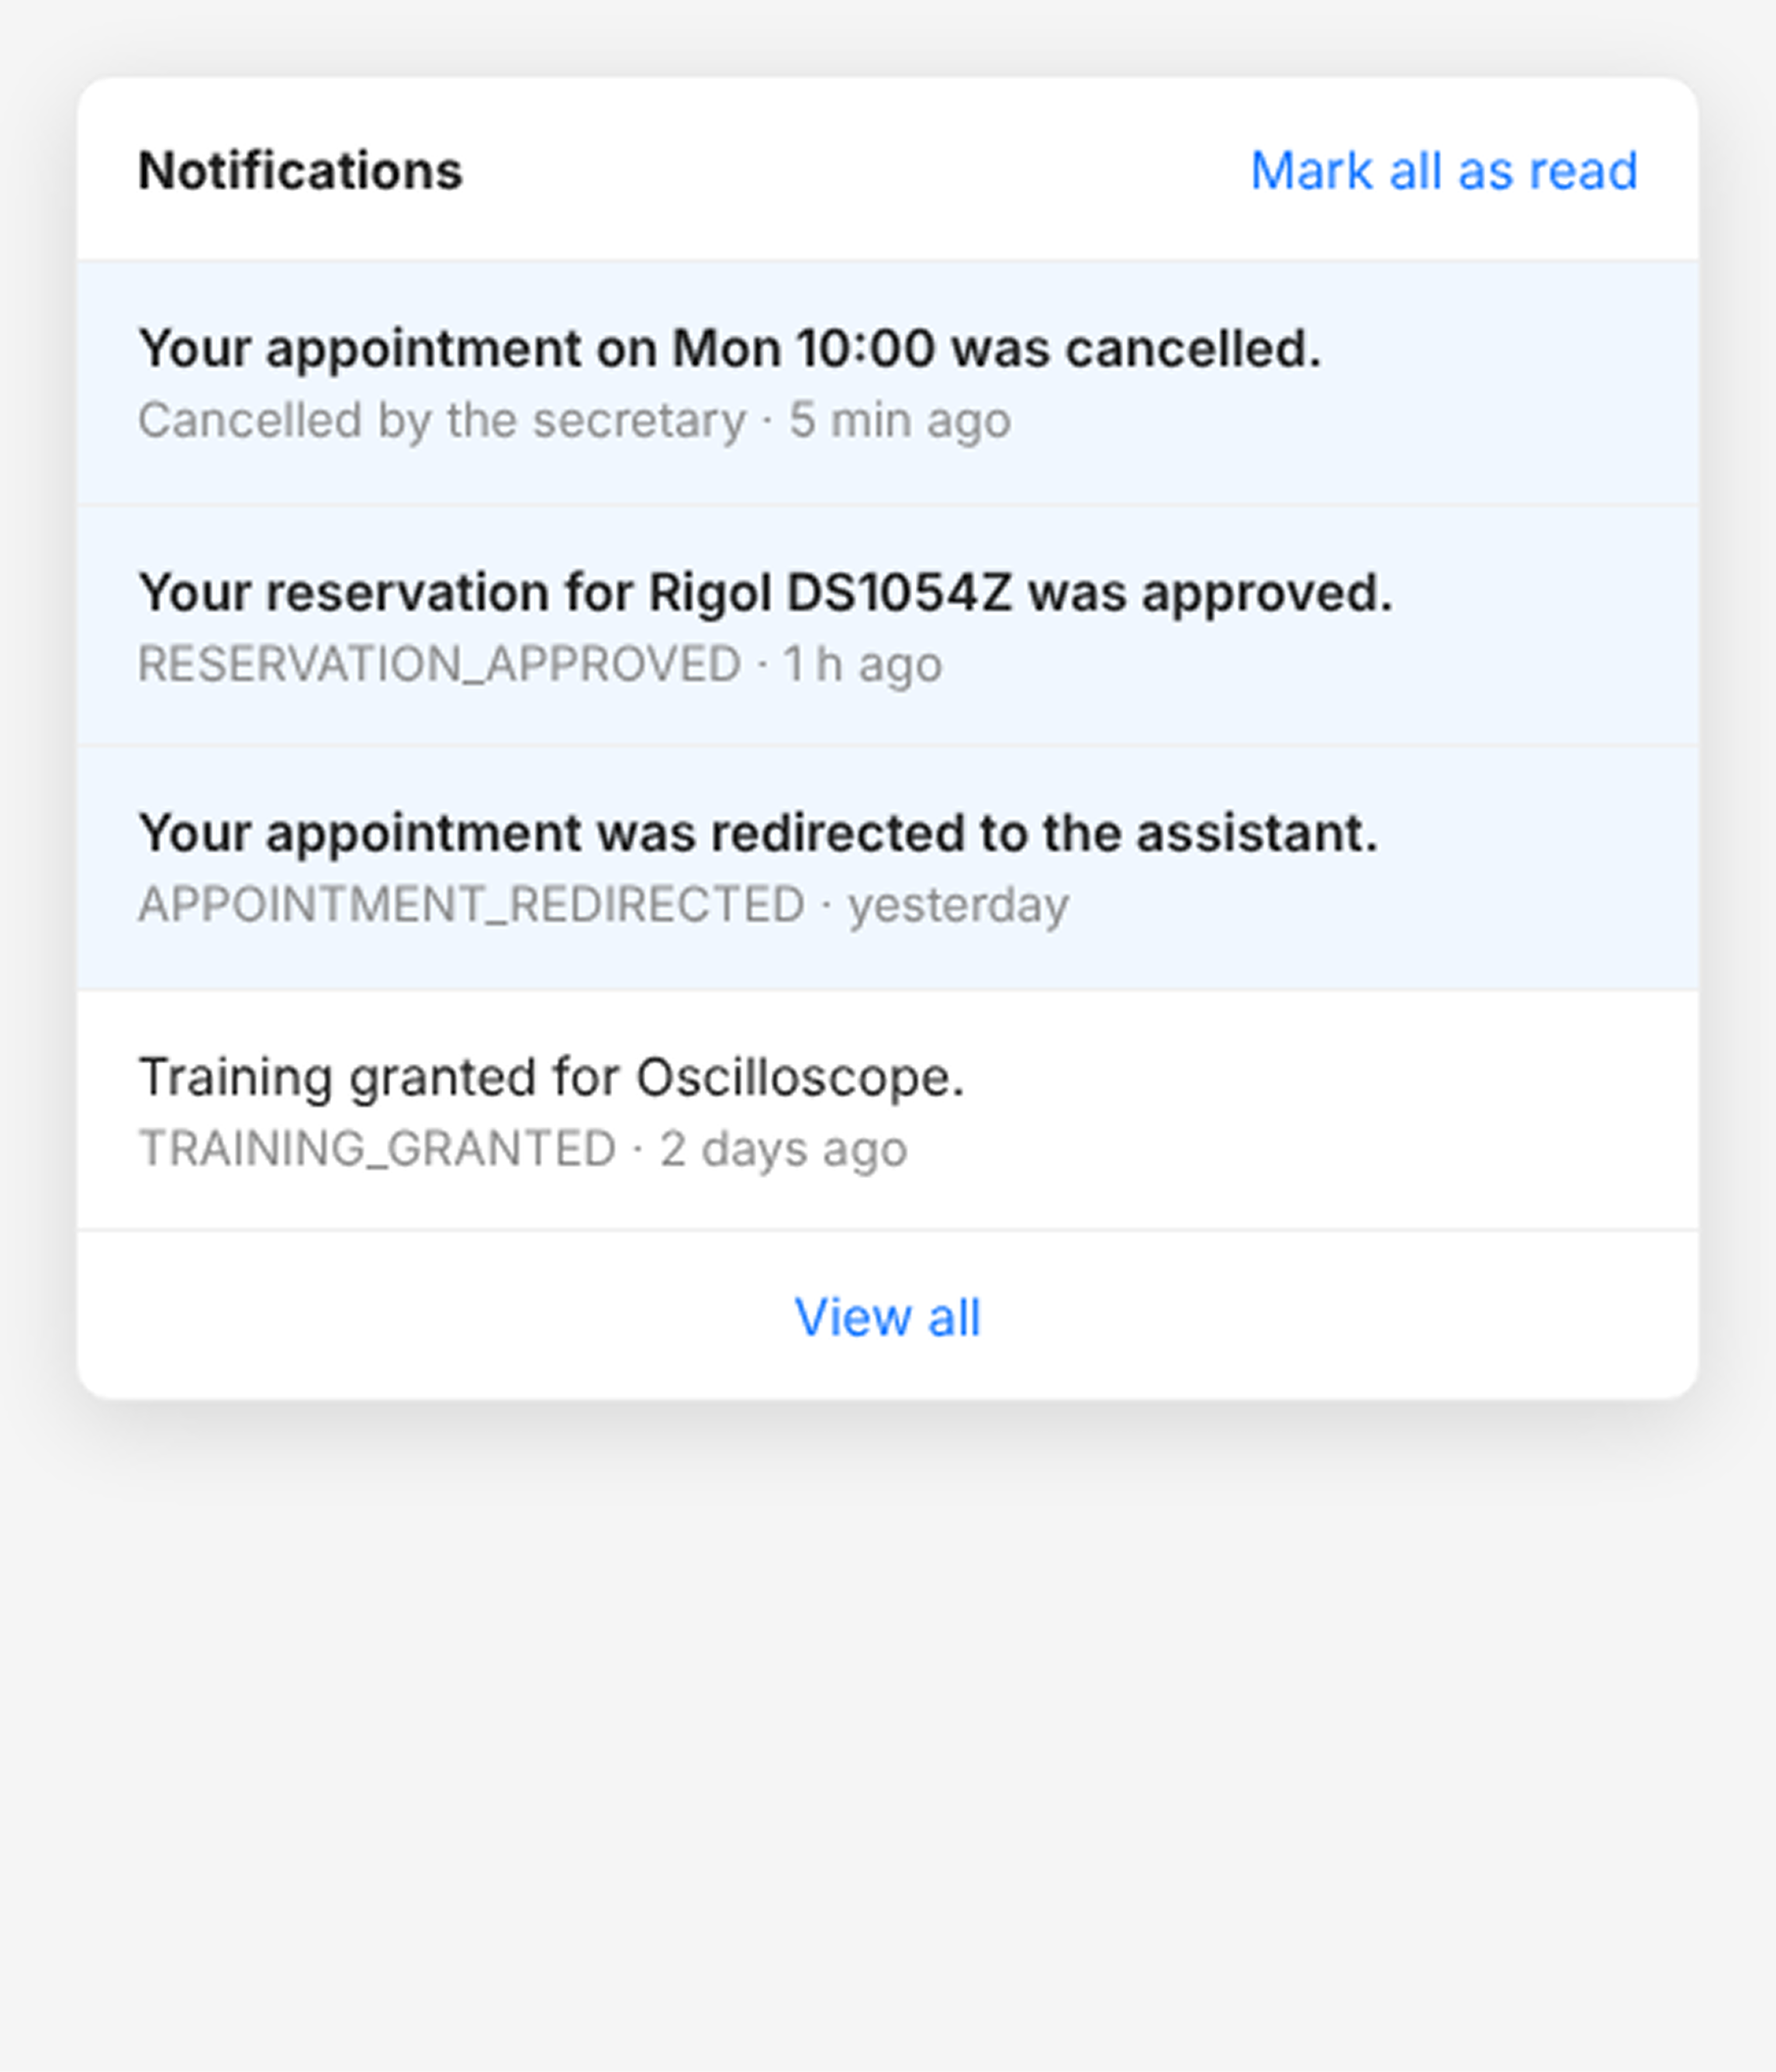 Notifications
Mark all as read
Your appointment on Mon 10:00 was cancelled.
Cancelled by the secretary · 5 min ago
Your reservation for Rigol DS1054Z was approved.
RESERVATION_APPROVED · 1 h ago
Your appointment was redirected to the assistant.
APPOINTMENT_REDIRECTED · yesterday
Training granted for Oscilloscope.
TRAINING_GRANTED · 2 days ago
View all